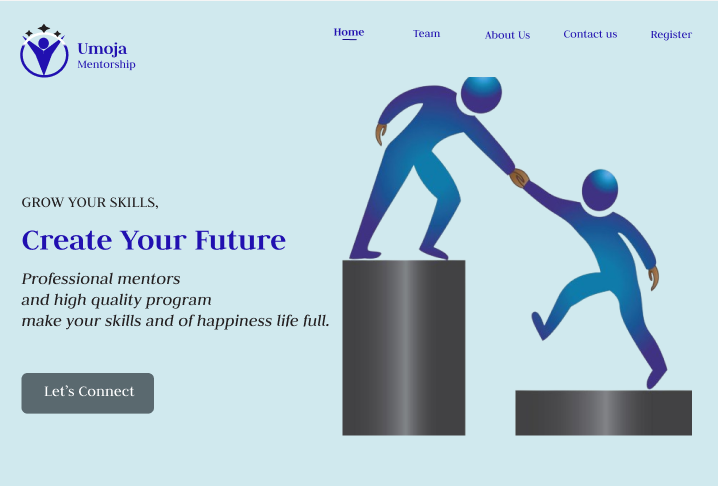 Umoja
Mentorship
Home
Team
About Us
Contact us
Register
GROW YOUR SKILLS,
Create Your Future
Professional mentors
and high quality program
make your skills and of happiness life full.
Let's Connect